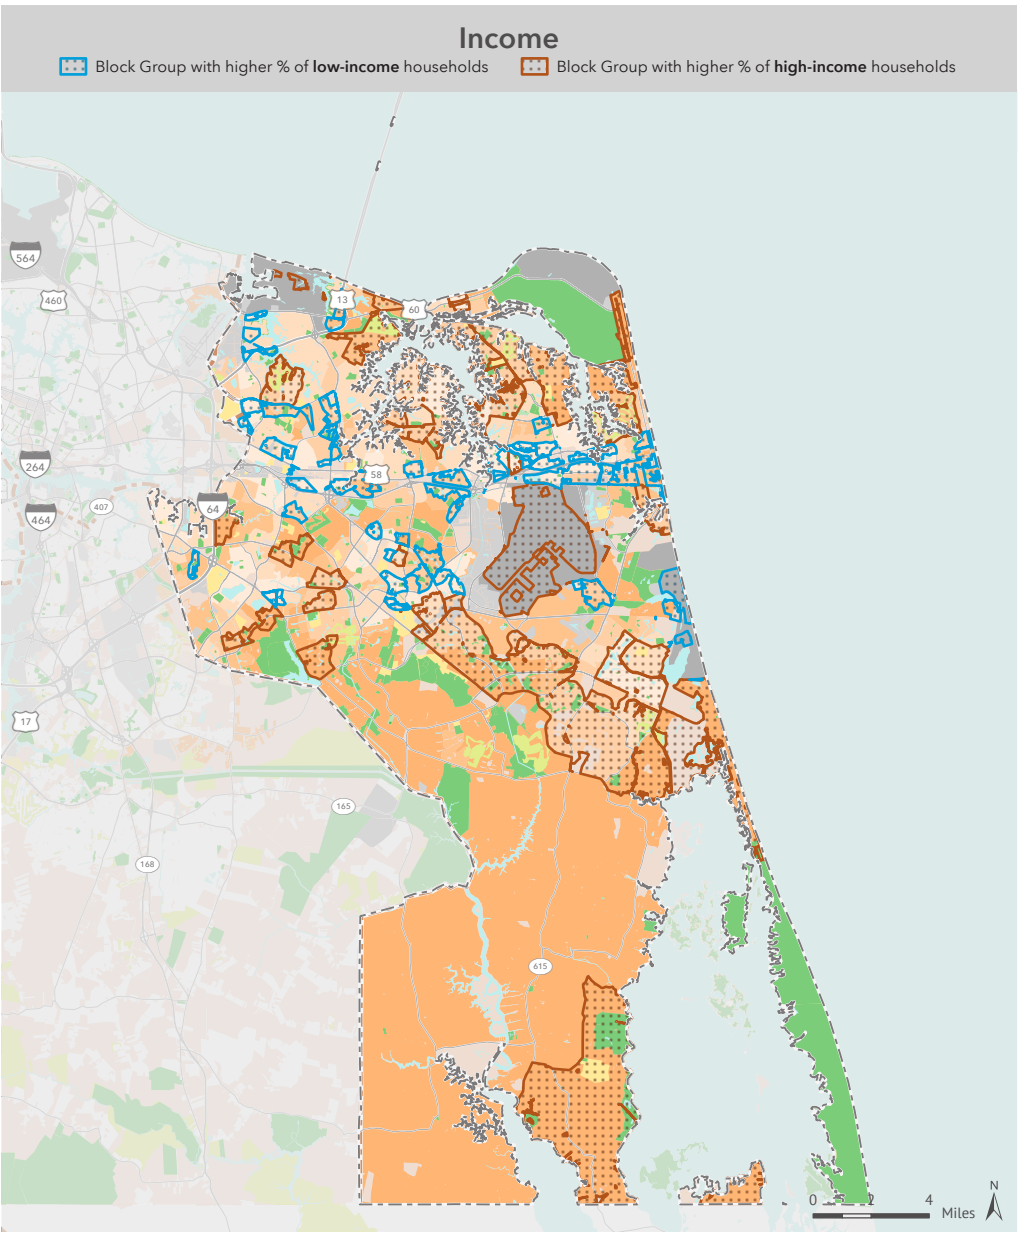 Income
Block Group with higher % of low-income households
Block Group with higher % of high-income households
564
460
13
60
264
58
464
407
64
17
165
168
615
N
0 2 4
Miles